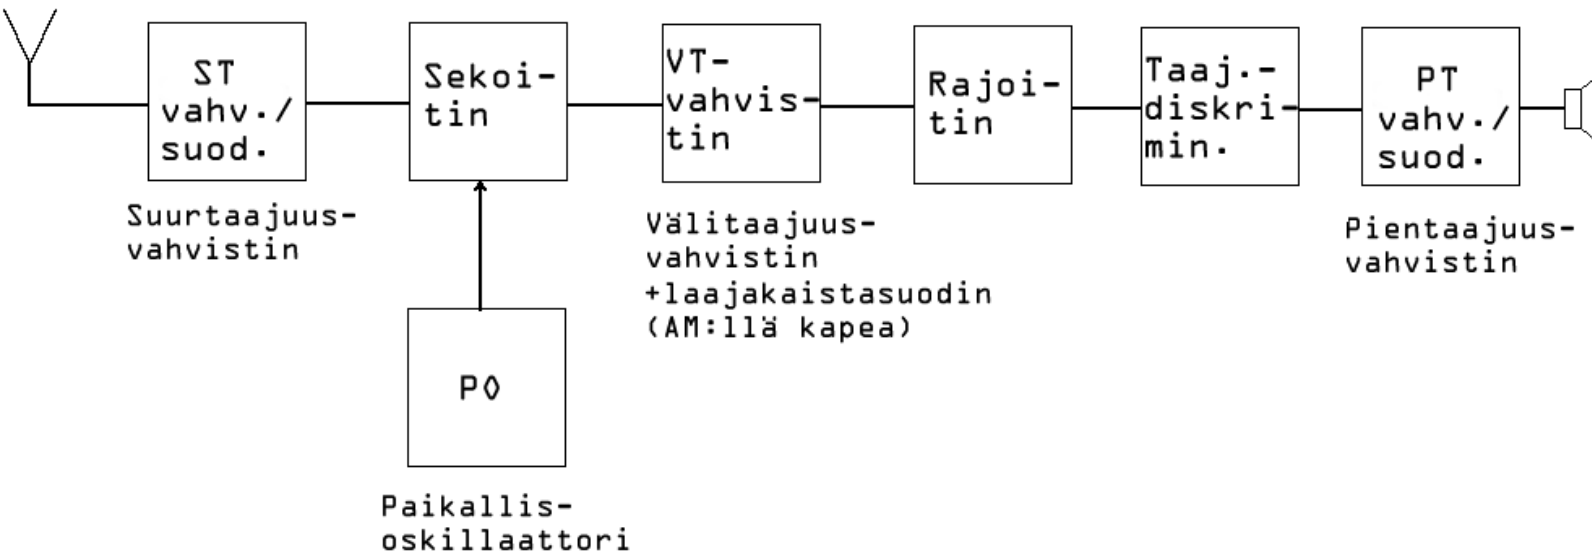 ST
vahv./
suod.
Sekoi-
tin
VT-
vahvis-
tin
Rajoi-
tin
Taaj.-
diskri-
min.
PT
vahv./
suod.
Suurtaajuus-
vahvistin
Välitaajuus-
vahvistin
+laajakaistasuodin
(AM:llä kapea)
Pientaajuus-
vahvistin
PO
Paikallis-
oskillaattori